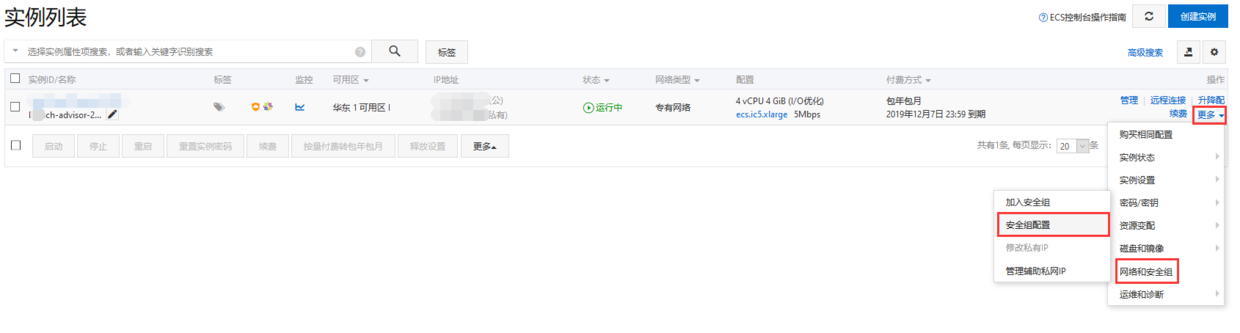 实例列表
ECS控制台操作指南
创建实例
选择实例属性项搜索，或者输入关键字识别搜索
标签
高级搜索
实例ID/名称 标签 监控 可用区 IP地址 状态 网络类型 配置 付费方式 操作
华东 1 可用区 I
公)
私有)
运行中
专有网络
4 vCPU 4 GiB (I/O优化)
ecs.ic5.xlarge 5Mbps
包年包月
2019年12月7日 23:59 到期
管理 | 远程连接 | 升降配
续费 更多
ch-advisor-2...
启动 停止 重启 重置实例密码 续费 按量付费转包年包月 释放设置 更多
共有1条, 每页显示: 20 条
购买相同配置
实例状态
实例设置
密码/密钥
资源变配
磁盘和镜像
网络和安全组
运维和诊断
加入安全组
安全组配置
修改私有IP
管理辅助私网IP